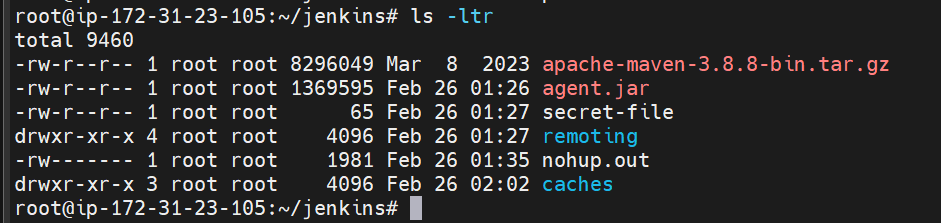 root@ip-172-31-23-105:~/jenkins# ls -ltr
total 9460
-rw-r--r-- 1 root root 8296049 Mar  8  2023 apache-maven-3.8.8-bin.tar.gz
-rw-r--r-- 1 root root 1369595 Feb 26 01:26 agent.jar
-rw-r--r-- 1 root root      65 Feb 26 01:27 secret-file
drwxr-xr-x 4 root root    4096 Feb 26 01:27 remoting
-rw------- 1 root root    1981 Feb 26 01:35 nohup.out
drwxr-xr-x 3 root root    4096 Feb 26 02:02 caches
root@ip-172-31-23-105:~/jenkins#